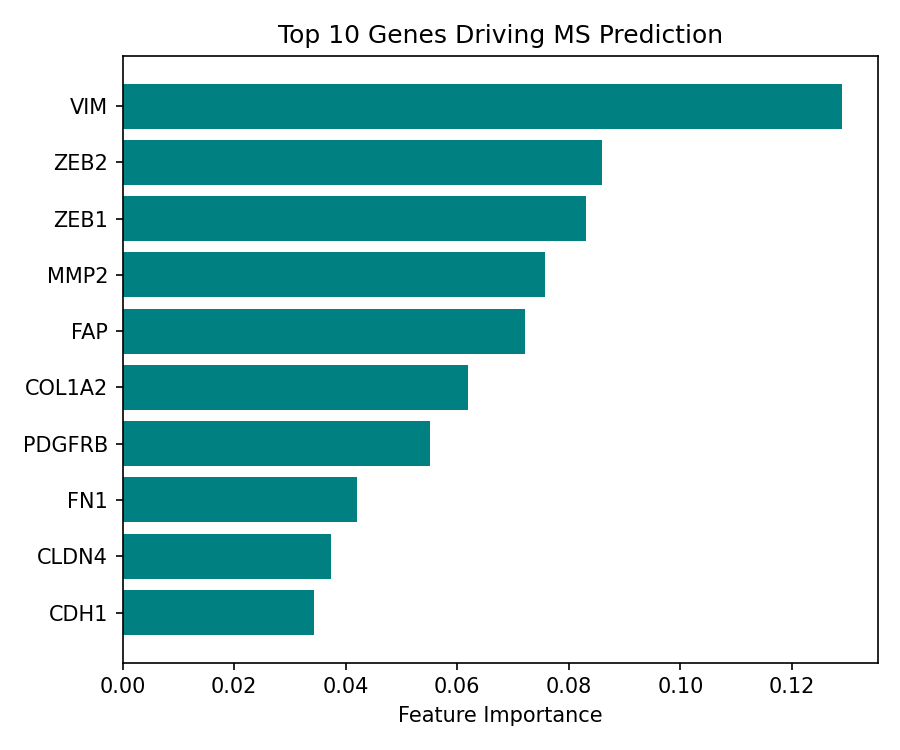 Top 10 Genes Driving MS Prediction
VIM
ZEB2
ZEB1
MMP2
FAP
COL1A2
PDGFRB
FN1
CLDN4
CDH1
0.00 0.02 0.04 0.06 0.08 0.10 0.12
Feature Importance